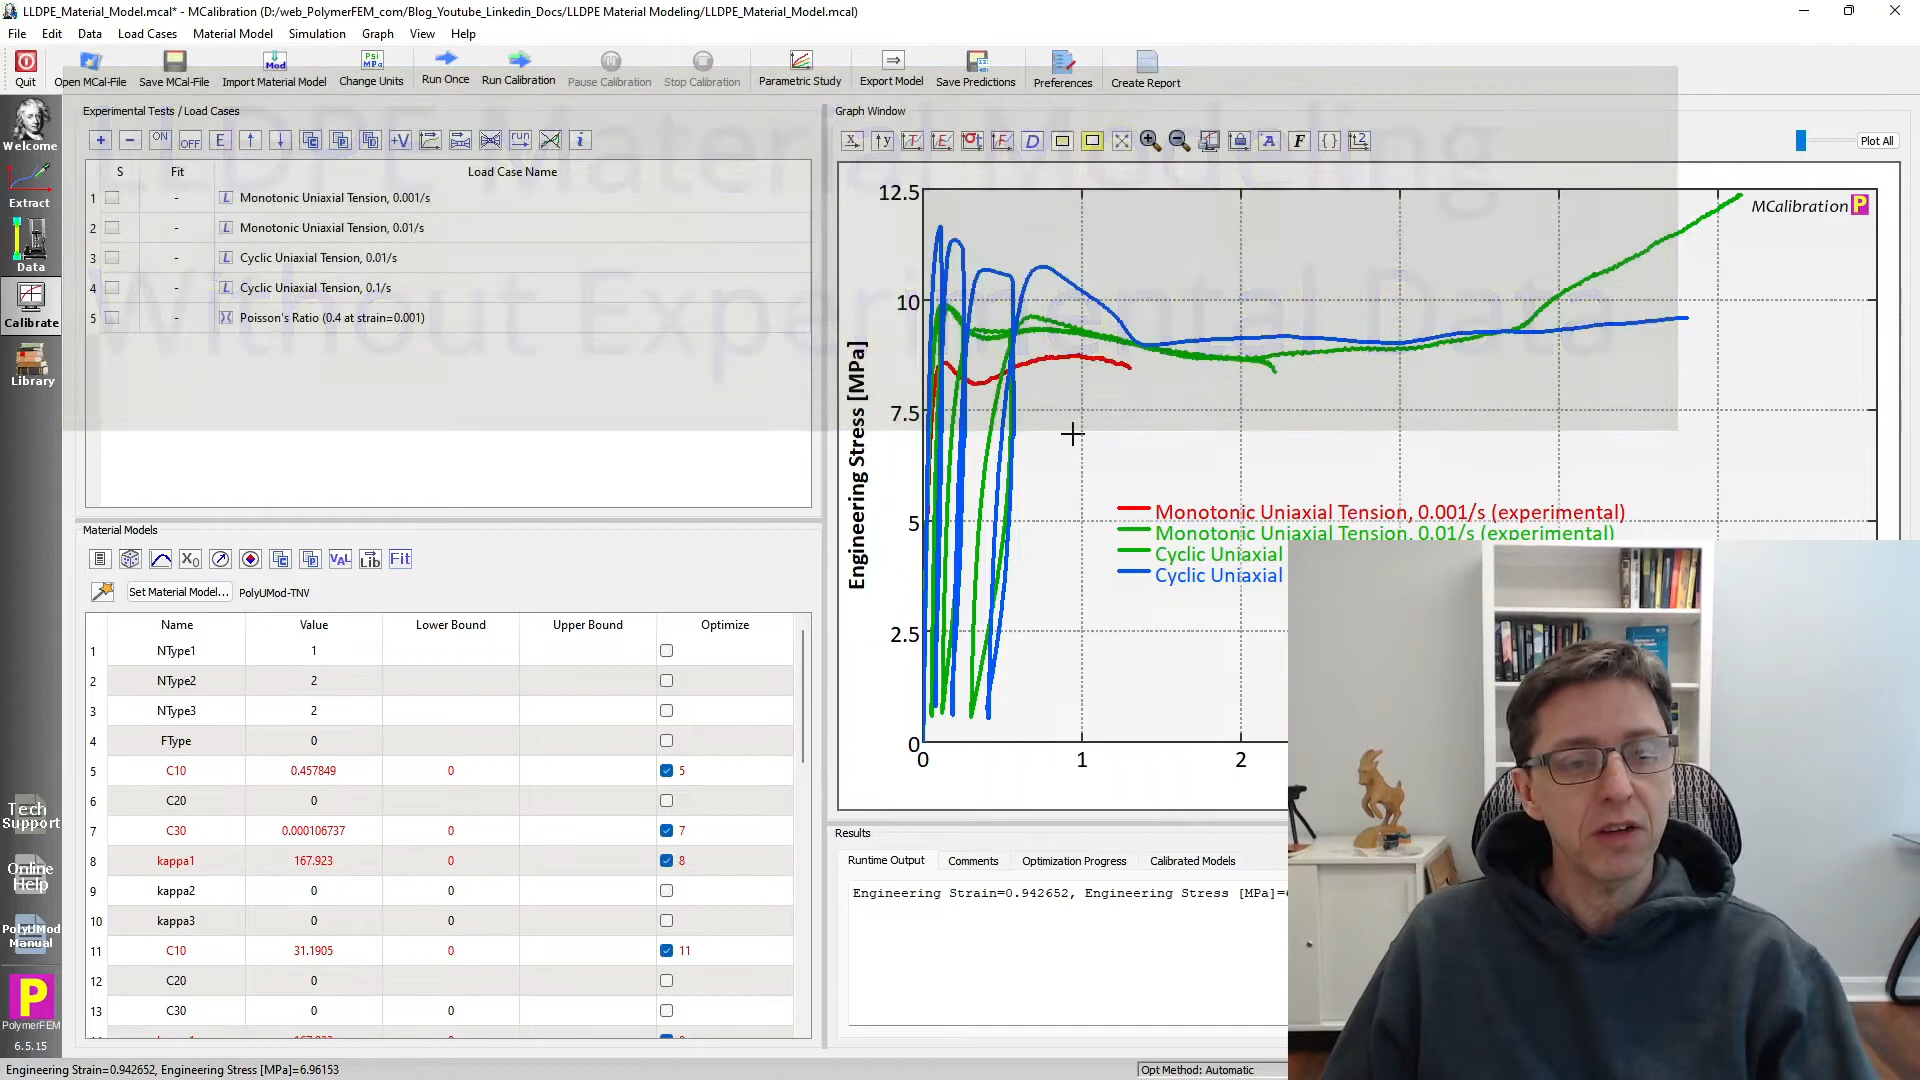 LLDPE_Material_Model.mcal* - MCalibration (D:/web_PolymerFEM_com/Blog_Youtube_Linkedin_Docs/LLDPE Material Modeling/LLDPE_Material_Model.mcal)
File Edit Data Load Cases Material Model Simulation Graph View Help
Quit Open MCal-File Save MCal-File Import Material Model Change Units Run Once Run Calibration Pause Calibration Stop Calibration Parametric Study Export Model Save Predictions Preferences Create Report
LLDPE Material Modeling
Without Experimental Data
Welcome
Extract
Data
Calibrate
Library
Tech
Support
Online
Help
PolyUMod
Manual
PolymerFEM
6.5.15
Experimental Tests / Load Cases
S Fit Load Case Name
1 - L Monotonic Uniaxial Tension, 0.001/s
2 - L Monotonic Uniaxial Tension, 0.01/s
3 - L Cyclic Uniaxial Tension, 0.01/s
4 - L Cyclic Uniaxial Tension, 0.1/s
5 - Poisson's Ratio (0.4 at strain=0.001)
Material Models
Set Material Model... PolyUMod-TNV
Name Value Lower Bound Upper Bound Optimize
1 NType1 1
2 NType2 2
3 NType3 2
4 FType 0
5 C10 0.457849 0 5
6 C20 0
7 C30 0.000106737 0 7
8 kappa1 167.923 0 8
9 kappa2 0 0
10 kappa3 0 0
11 C10 31.1905 0 11
12 C20 0
13 C30 0 0
Graph Window
Plot All
MCalibration P
12.5
10
7.5
5
2.5
0
Engineering Stress [MPa]
0 1 2
Monotonic Uniaxial Tension, 0.001/s (experimental)
Monotonic Uniaxial Tension, 0.01/s (experimental)
Cyclic Uniaxial
Cyclic Uniaxial
Results
Runtime Output Comments Optimization Progress Calibrated Models
Engineering Strain=0.942652, Engineering Stress [MPa]=
Engineering Strain=0.942652, Engineering Stress [MPa]=6.96153
Opt Method: Automatic